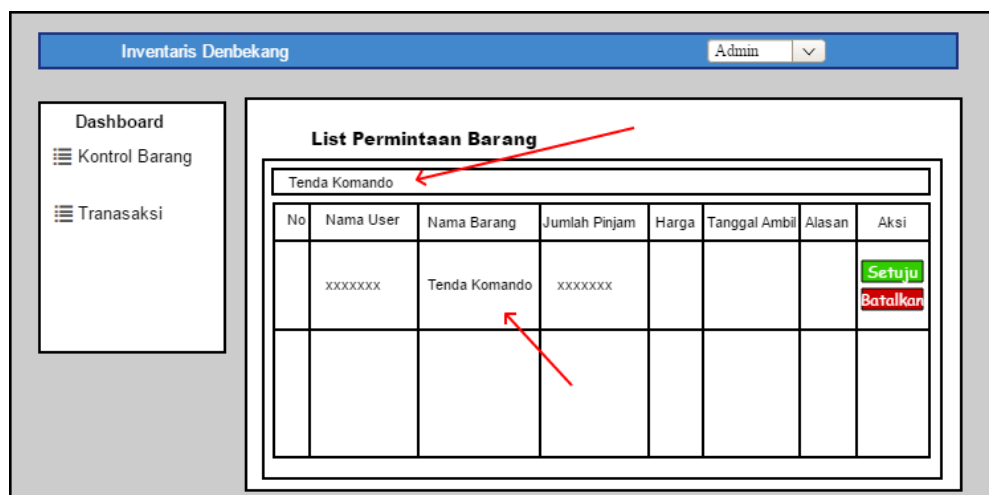 Inventaris Denbekang
Admin
Dashboard
Kontrol Barang
Tranasaksi
List Permintaan Barang
Tenda Komando
No Nama User Nama Barang Jumlah Pinjam Harga Tanggal Ambil Alasan Aksi
xxxxxxx Tenda Komando xxxxxxx Setuju
Batalkan